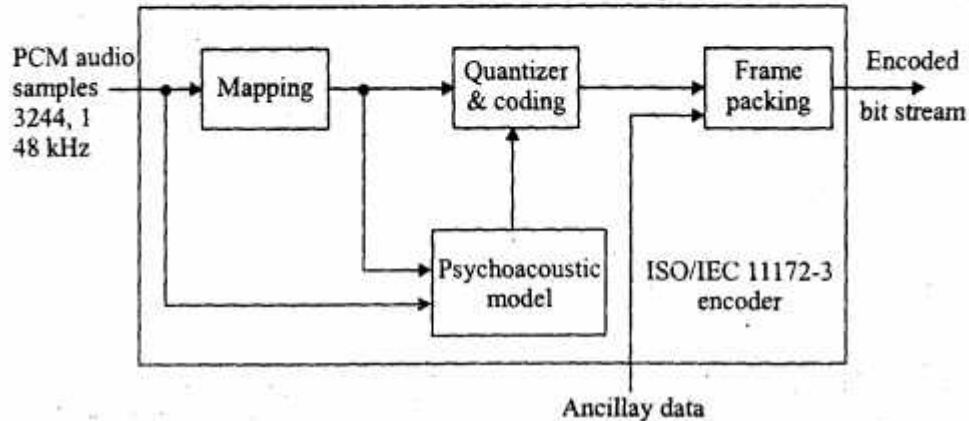 PCM audio
samples
3244, 1
48 kHz
Mapping
Quantizer
& coding
Frame
packing
Encoded
bit stream
Psychoacoustic
model
ISO/IEC 11172-3
encoder
Ancillay data